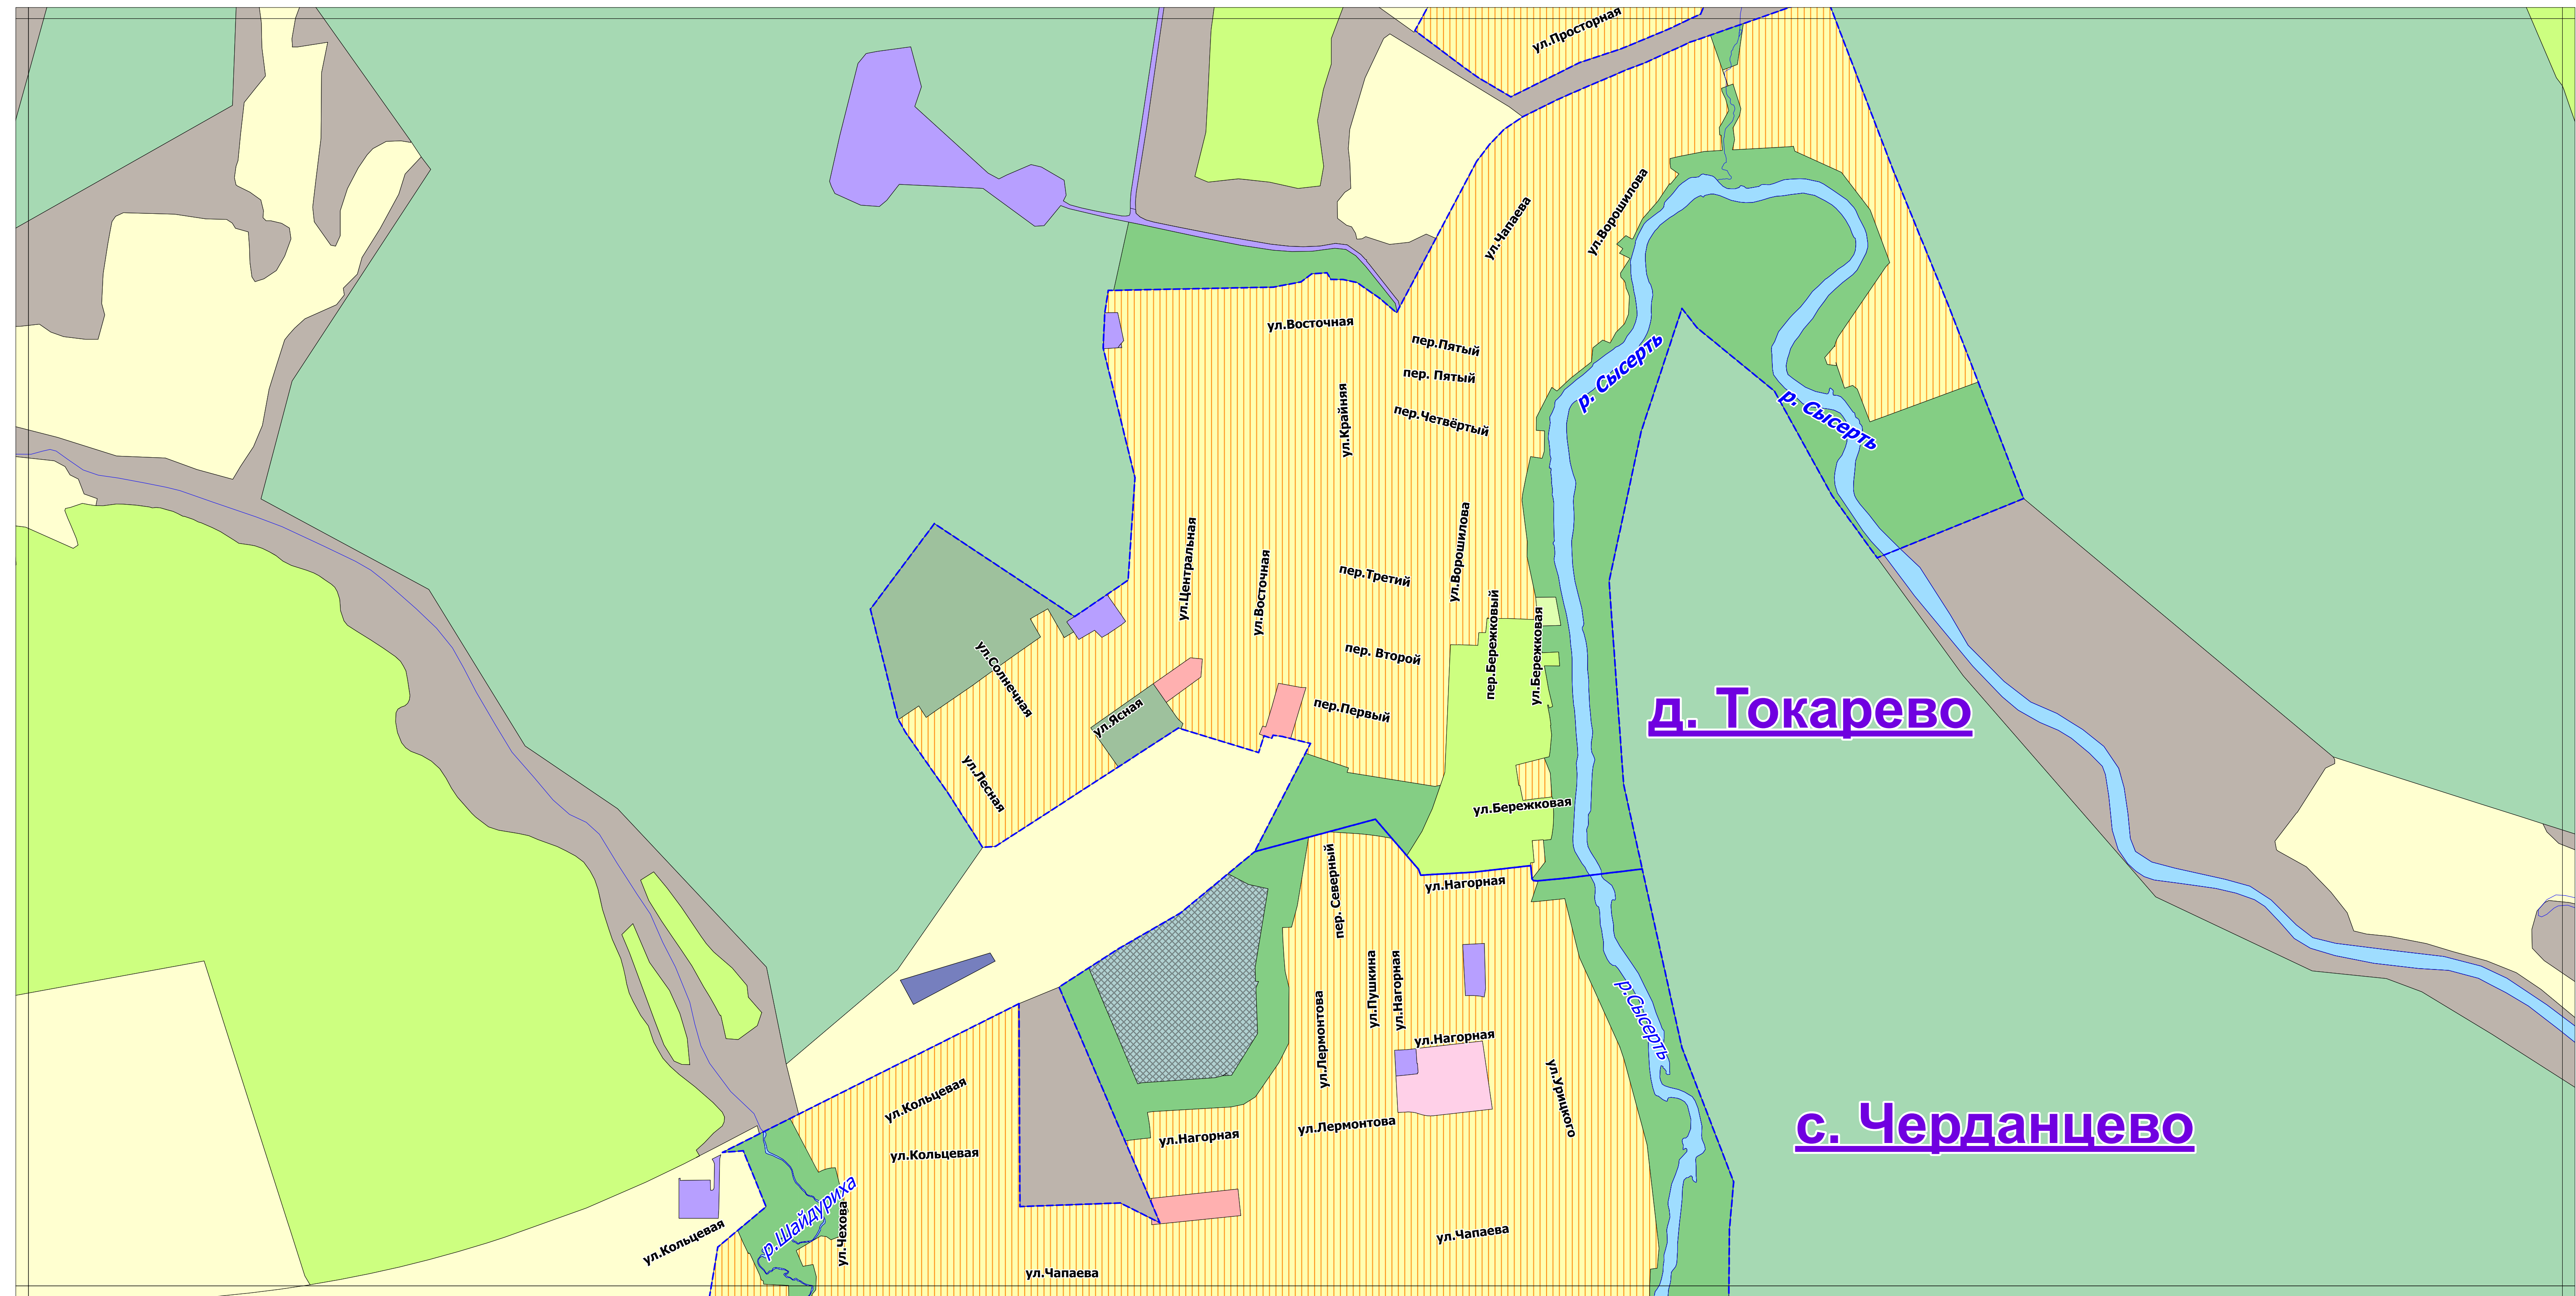 ул.Просторная
ул.Чапаева
ул.Ворошилова
ул.Восточная
пер.Пятый
р. Сысерть
пер. Пятый
р. Сысерть
ул.Крайняя
пер.Четвёртый
ул.Центральная
ул.Восточная
ул.Ворошилова
пер.Третий
пер.Бережковый
ул.Бережковая
ул.Солнечная
пер. Второй
ул.Ясная
пер.Первый
д. Токарево
ул.Лесная
ул.Бережковая
пер. Северный
ул.Нагорная
ул.Пушкина
ул.Нагорная
р.Сысерть
ул.Лермонтова
ул.Нагорная
ул.Кольцевая
ул.Урицкого
ул.Лермонтова
с. Черданцево
ул.Нагорная
ул.Кольцевая
р.Шайдуриха
ул.Чехова
ул.Кольцевая
ул.Чапаева
ул.Чапаева